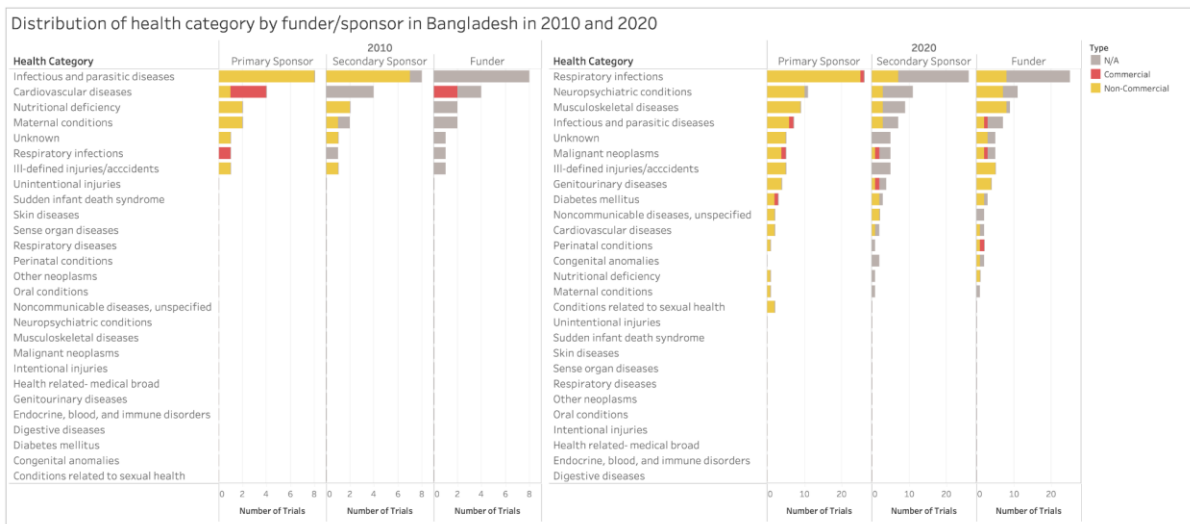 Distribution of health category by funder/sponsor in Bangladesh in 2010 and 2020
2010
Health Category Primary Sponsor Secondary Sponsor Funder
Infectious and parasitic diseases
Cardiovascular diseases
Nutritional deficiency
Maternal conditions
Unknown
Respiratory infections
Ill-defined injuries/acccidents
Unintentional injuries
Sudden infant death syndrome
Skin diseases
Sense organ diseases
Respiratory diseases
Perinatal conditions
Other neoplasms
Oral conditions
Noncommunicable diseases, unspecified
Neuropsychiatric conditions
Musculoskeletal diseases
Malignant neoplasms
Intentional injuries
Health related- medical broad
Genitourinary diseases
Endocrine, blood, and immune disorders
Digestive diseases
Diabetes mellitus
Congenital anomalies
Conditions related to sexual health
0 2 4 6 8 0 2 4 6 8 0 2 4 6 8
Number of Trials Number of Trials Number of Trials
2020
Health Category Primary Sponsor Secondary Sponsor Funder
Respiratory infections
Neuropsychiatric conditions
Musculoskeletal diseases
Infectious and parasitic diseases
Unknown
Malignant neoplasms
Ill-defined injuries/acccidents
Genitourinary diseases
Diabetes mellitus
Noncommunicable diseases, unspecified
Cardiovascular diseases
Perinatal conditions
Congenital anomalies
Nutritional deficiency
Maternal conditions
Conditions related to sexual health
Unintentional injuries
Sudden infant death syndrome
Skin diseases
Sense organ diseases
Respiratory diseases
Other neoplasms
Oral conditions
Intentional injuries
Health related- medical broad
Endocrine, blood, and immune disorders
Digestive diseases
0 10 20 0 10 20 0 10 20
Number of Trials Number of Trials Number of Trials
Type
N/A
Commercial
Non-Commercial